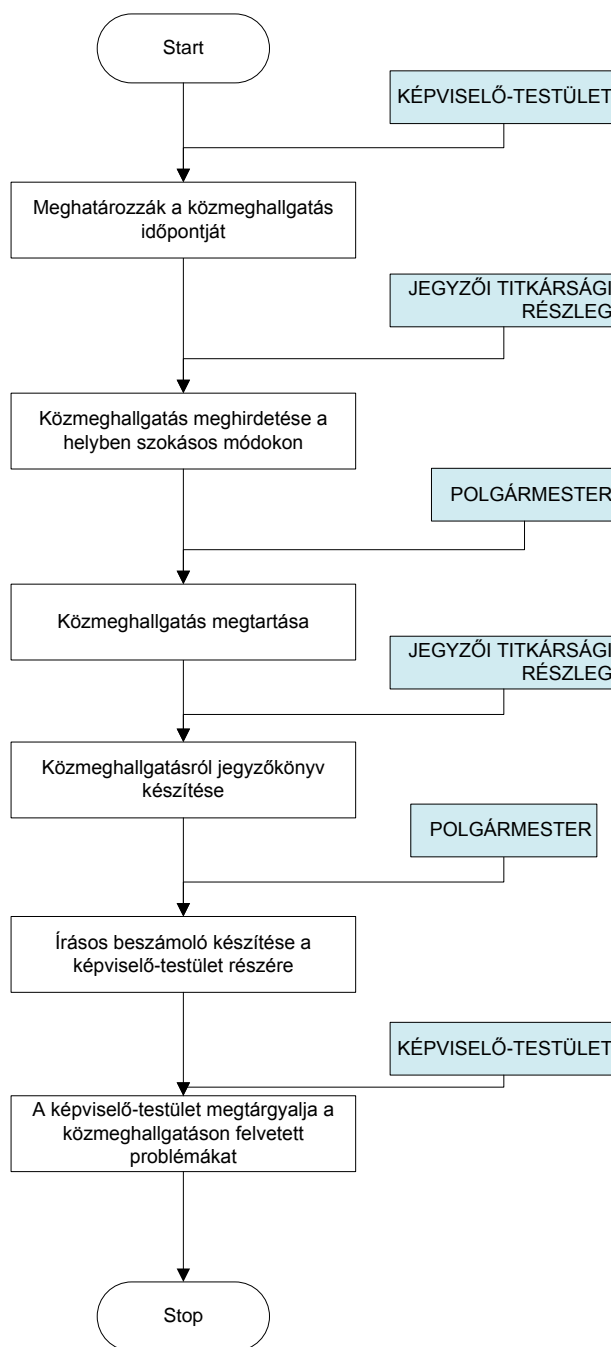 Start
KÉPVISELŐ-TESTÜLET
Meghatározzák a közmeghallgatás
időpontját
JEGYZŐI TITKÁRSÁGI
RÉSZLEG
Közmeghallgatás meghirdetése a
helyben szokásos módokon
POLGÁRMESTER
Közmeghallgatás megtartása
JEGYZŐI TITKÁRSÁGI
RÉSZLEG
Közmeghallgatásról jegyzőkönyv
készítése
POLGÁRMESTER
Írásos beszámoló készítése a
képviselő-testület részére
KÉPVISELŐ-TESTÜLET
A képviselő-testület megtárgyalja a
közmeghallgatáson felvetett
problémákat
Stop